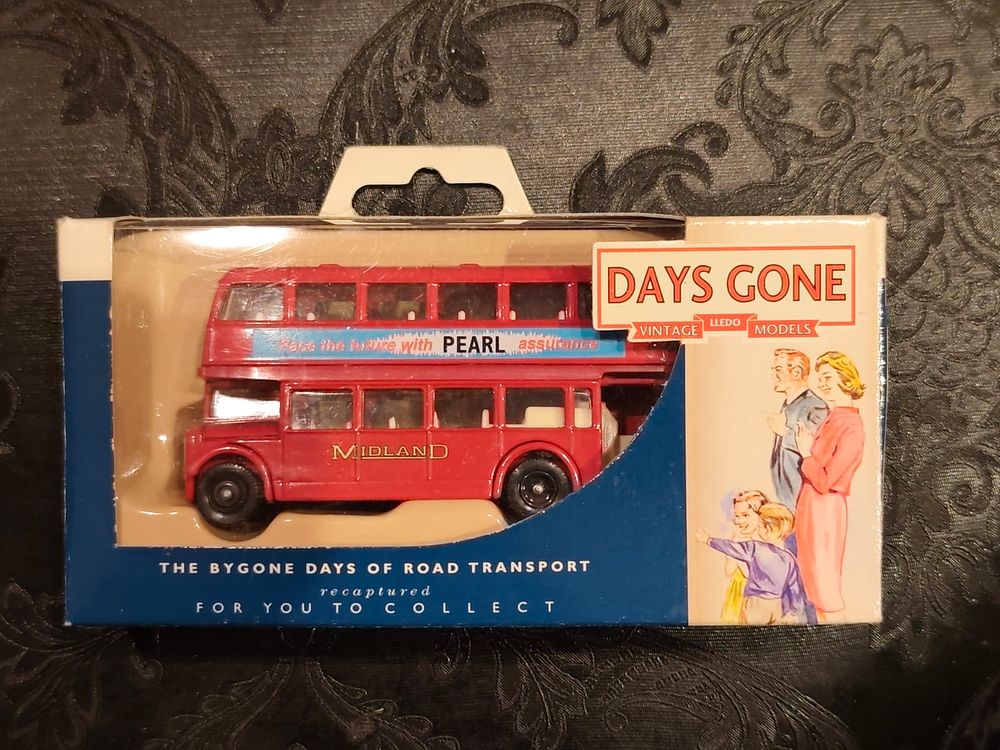 DAYS GONE
VINTAGE LLEDO MODELS
Face the future with PEARL assurance
MIDLAND
THE BYGONE DAYS OF ROAD TRANSPORT
recaptured
FOR YOU TO COLLECT